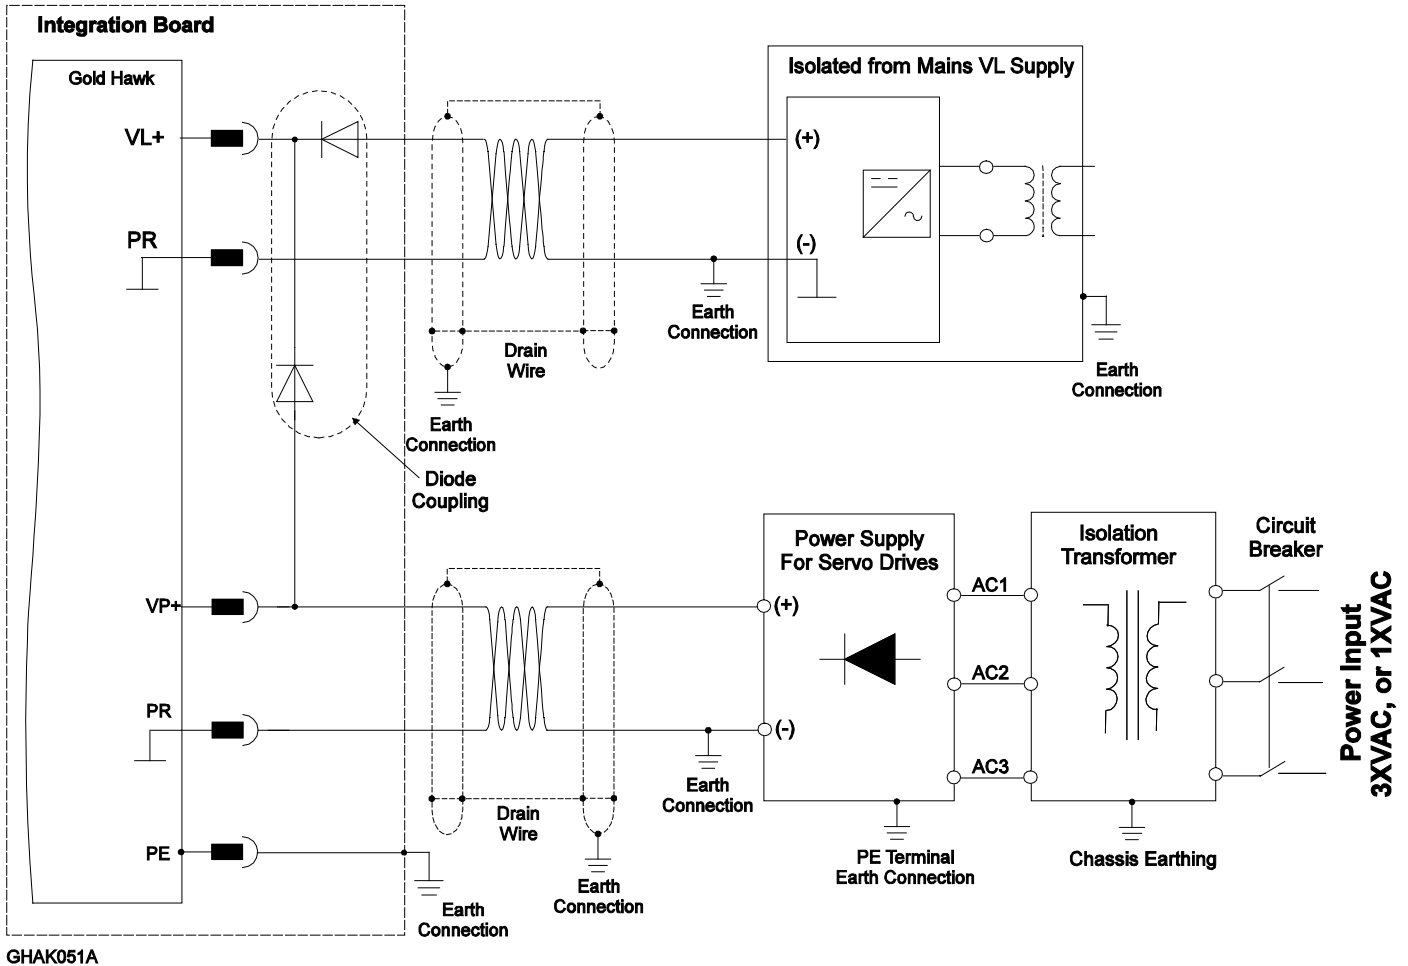 Integration Board
Gold Hawk
VL+
PR
Isolated from Mains VL Supply
(+)
(-)
Earth
Connection
Earth
Connection
Drain
Wire
Earth
Connection
Diode
Coupling
VP+
PR
PE
Power Supply
For Servo Drives
(+)
(-)
AC1
AC2
AC3
Isolation
Transformer
Circuit
Breaker
Power Input
3XVAC, or 1XVAC
Earth
Connection
Drain
Wire
Earth
Connection
PE Terminal
Earth Connection
Chassis Earthing
Earth
Connection
GHAK051A